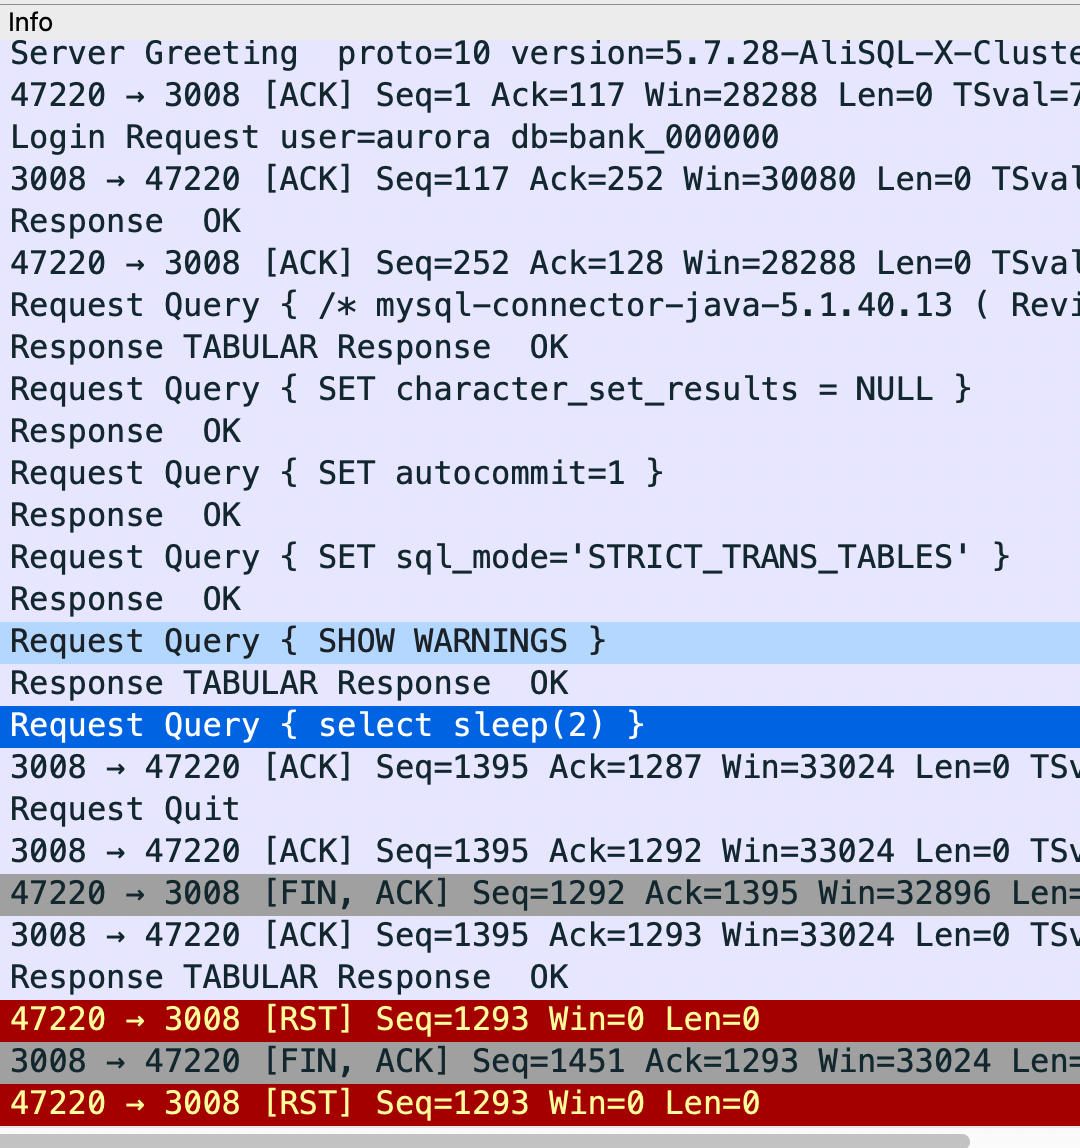 Info
Server Greeting  proto=10 version=5.7.28-AliSQL-X-Cluste
47220 → 3008 [ACK] Seq=1 Ack=117 Win=28288 Len=0 TSval=7
Login Request user=aurora db=bank_000000
3008 → 47220 [ACK] Seq=117 Ack=252 Win=30080 Len=0 TSval
Response  OK
47220 → 3008 [ACK] Seq=252 Ack=128 Win=28288 Len=0 TSval
Request Query { /* mysql-connector-java-5.1.40.13 ( Revi
Response TABULAR Response  OK
Request Query { SET character_set_results = NULL }
Response  OK
Request Query { SET autocommit=1 }
Response  OK
Request Query { SET sql_mode='STRICT_TRANS_TABLES' }
Response  OK
Request Query { SHOW WARNINGS }
Response TABULAR Response  OK
Request Query { select sleep(2) }
3008 → 47220 [ACK] Seq=1395 Ack=1287 Win=33024 Len=0 TSv
Request Quit
3008 → 47220 [ACK] Seq=1395 Ack=1292 Win=33024 Len=0 TSv
47220 → 3008 [FIN, ACK] Seq=1292 Ack=1395 Win=32896 Len=
3008 → 47220 [ACK] Seq=1395 Ack=1293 Win=33024 Len=0 TSv
Response TABULAR Response  OK
47220 → 3008 [RST] Seq=1293 Win=0 Len=0
3008 → 47220 [FIN, ACK] Seq=1451 Ack=1293 Win=33024 Len=
47220 → 3008 [RST] Seq=1293 Win=0 Len=0